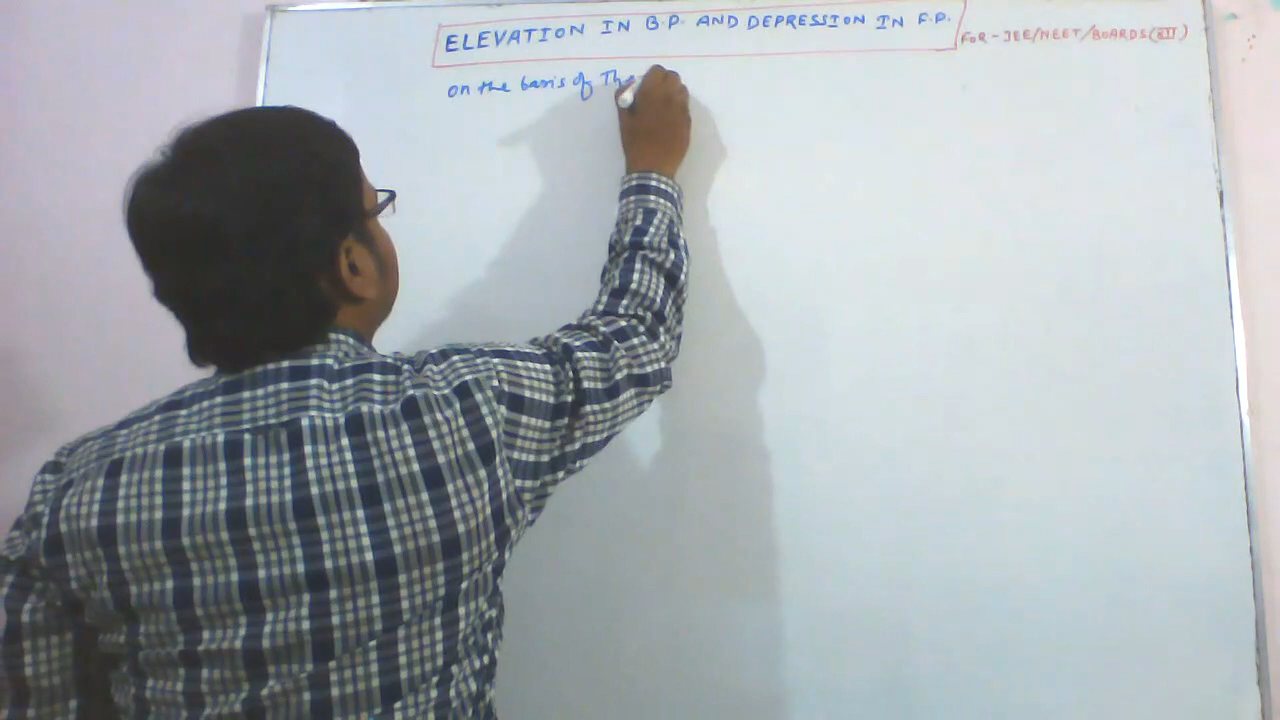 ELEVATION IN B.P. AND DEPRESSION IN F.P.
FOR-JEE/NEET/BOARDS(XII)
on the basis of The